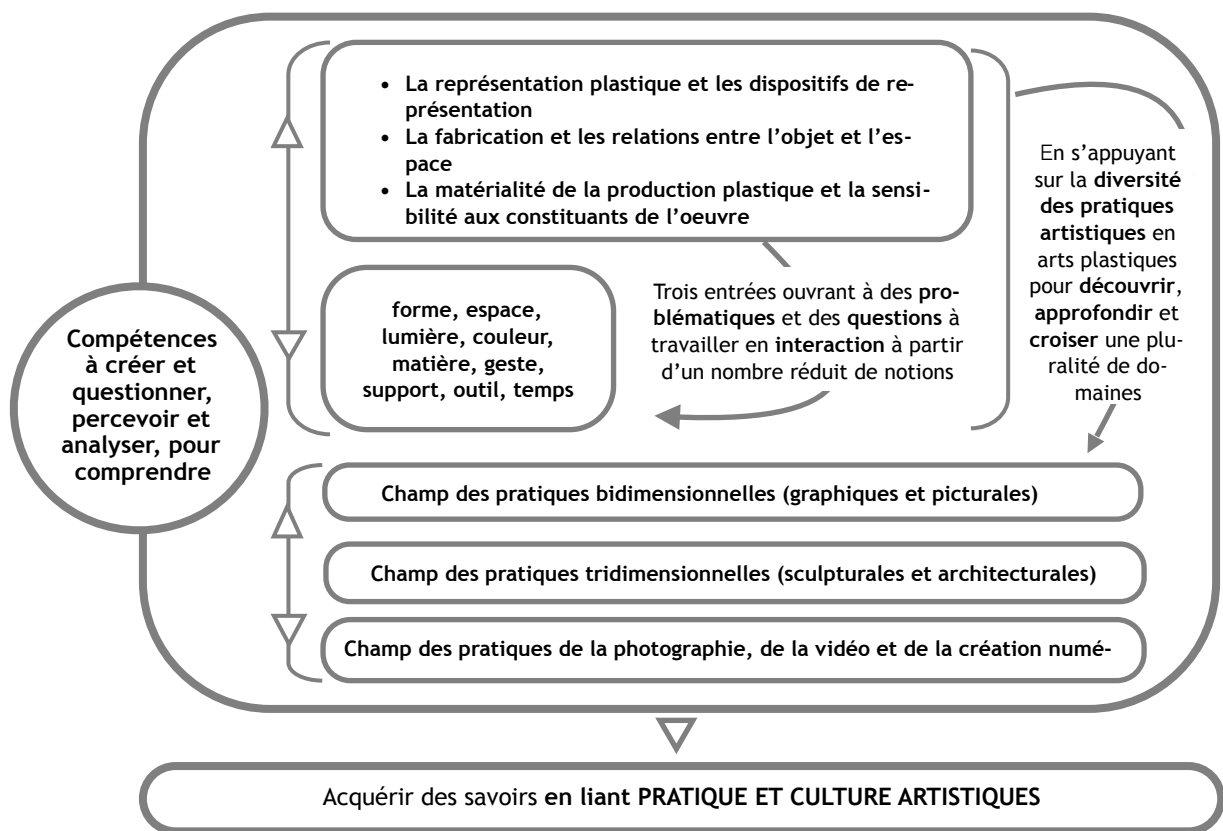 • La représentation plastique et les dispositifs de re-
présentation
• La fabrication et les relations entre l'objet et l'es-
pace
• La matérialité de la production plastique et la sensi-
bilité aux constituants de l'oeuvre
En s'appuyant
sur la diversité
des pratiques
artistiques en
arts plastiques
pour découvrir,
approfondir et
croiser une plu-
ralité de do-
maines
Compétences
à créer et
questionner,
percevoir et
analyser, pour
comprendre
forme, espace,
lumière, couleur,
matière, geste,
support, outil, temps
Trois entrées ouvrant à des pro-
blématiques et des questions à
travailler en interaction à partir
d'un nombre réduit de notions
Champ des pratiques bidimensionnelles (graphiques et picturales)
Champ des pratiques tridimensionnelles (sculpturales et architecturales)
Champ des pratiques de la photographie, de la vidéo et de la création numé-
Acquérir des savoirs en liant PRATIQUE ET CULTURE ARTISTIQUES